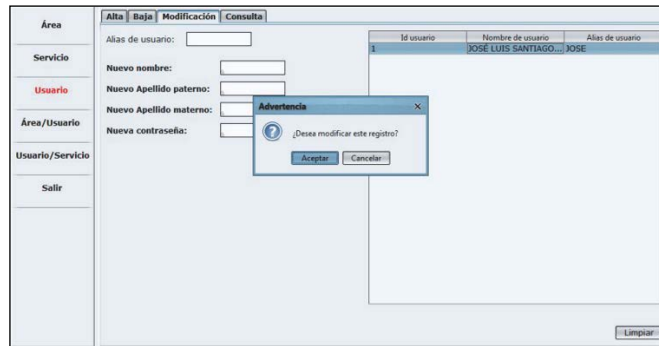 Área
Servicio
Usuario
Área/Usuario
Usuario/Servicio
Salir
Alta Baja Modificación Consulta
Alias de usuario:
Nuevo nombre:
Nuevo Apellido paterno:
Nuevo Apellido materno:
Nueva contraseña:
Id usuario Nombre de usuario Alias de usuario
1 JOSÉ LUIS SANTIAGO... JOSE
Advertencia
¿Desea modificar este registro?
Aceptar Cancelar
Limpiar